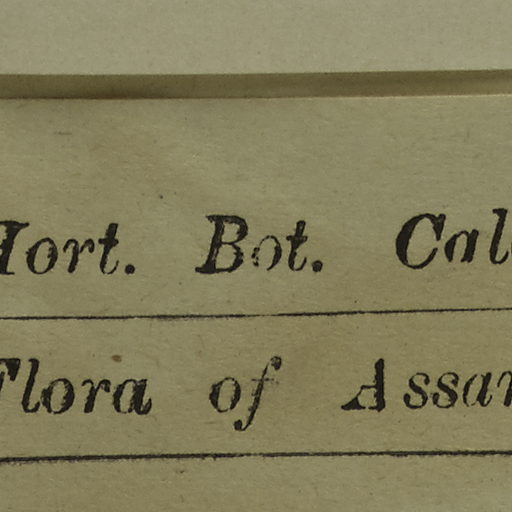 Hort. Bot. Cal
Flora of Assa